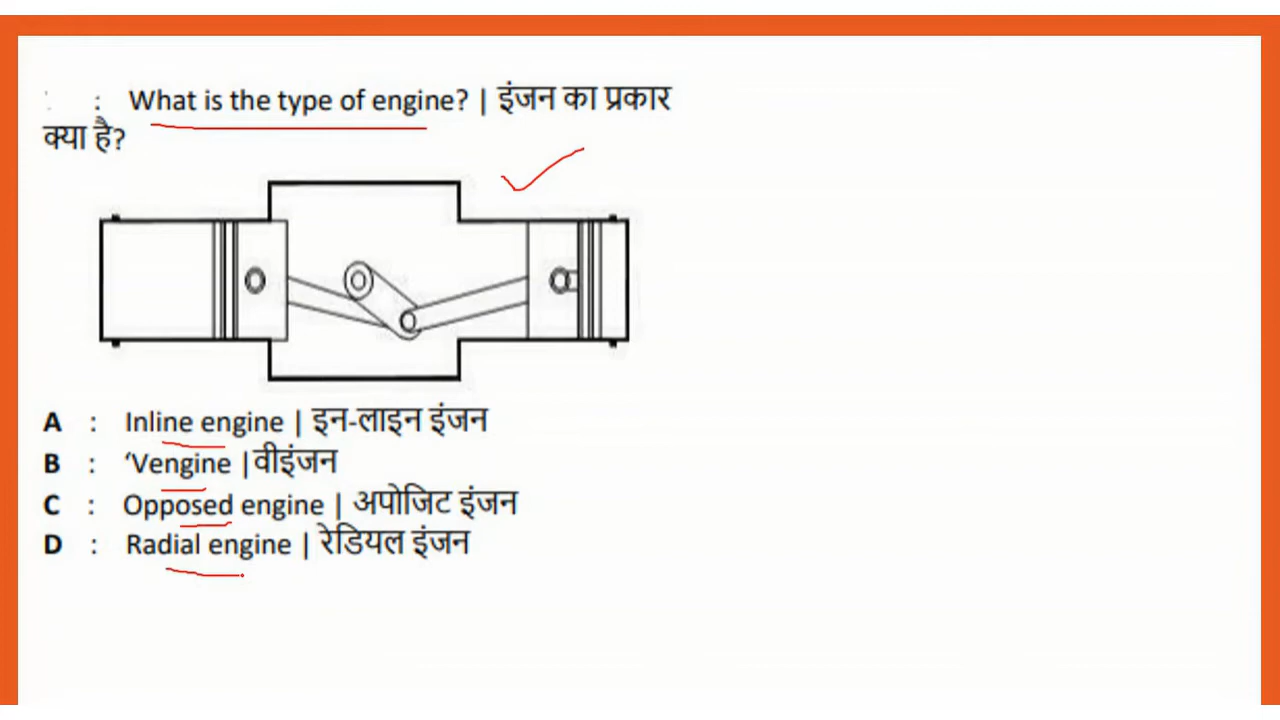 : What is the type of engine? | इंजन का प्रकार
क्या है?
A : Inline engine | इन-लाइन इंजन
B : ‘Vengine |वीइंजन
C : Opposed engine | अपोजिट इंजन
D : Radial engine | रेडियल इंजन